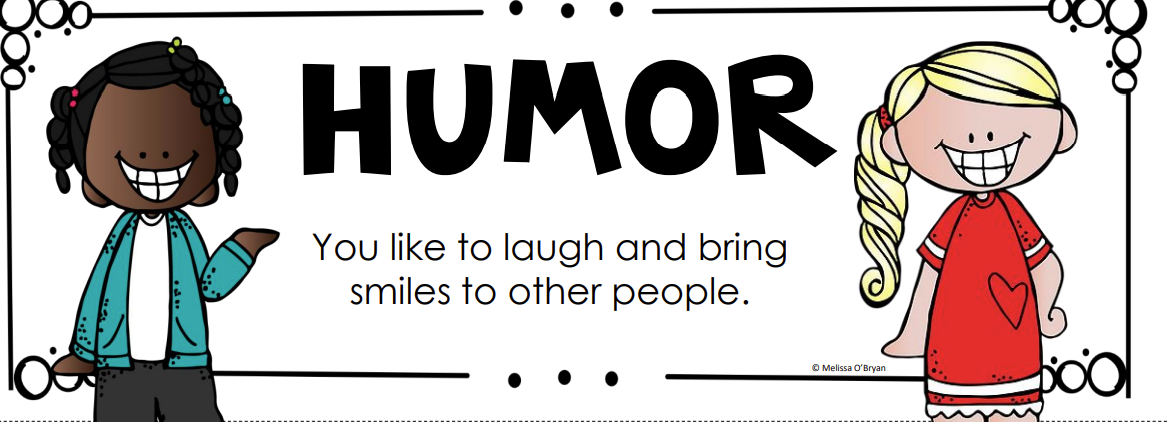 HUMOR
You like to laugh and bring
smiles to other people.
© Melissa O'Bryan